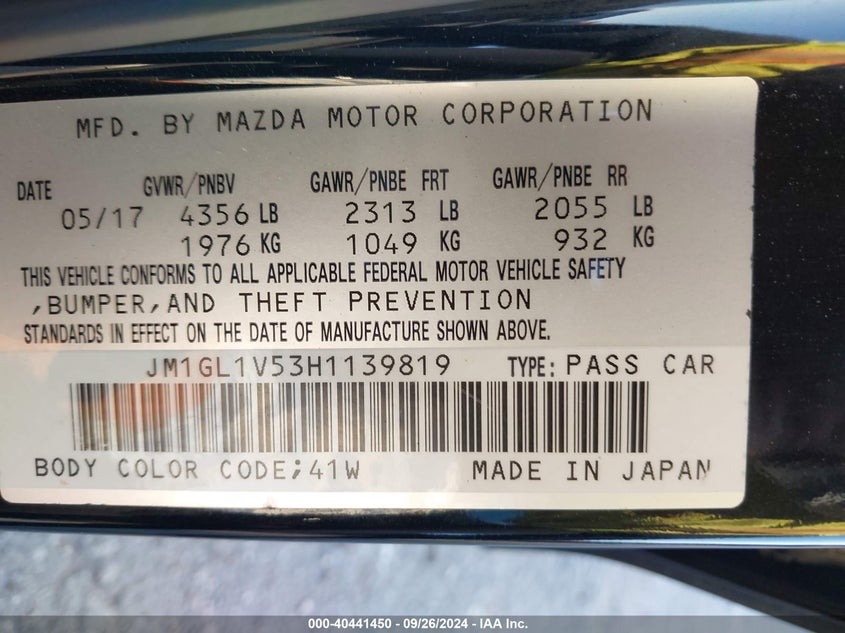 MFD. BY MAZDA MOTOR CORPORATION
DATE GVWR/PNBV GAWR/PNBE FRT GAWR/PNBE RR
05/17 4356 LB 2313 LB 2055 LB
1976 KG 1049 KG 932 KG
THIS VEHICLE CONFORMS TO ALL APPLICABLE FEDERAL MOTOR VEHICLE SAFETY
,BUMPER,AND THEFT PREVENTION
STANDARDS IN EFFECT ON THE DATE OF MANUFACTURE SHOWN ABOVE.
JM1GL1V53H1139819 TYPE: PASS CAR
BODY COLOR CODE;41W MADE IN JAPAN
000-40441450 - 09/26/2024 - IAA Inc.